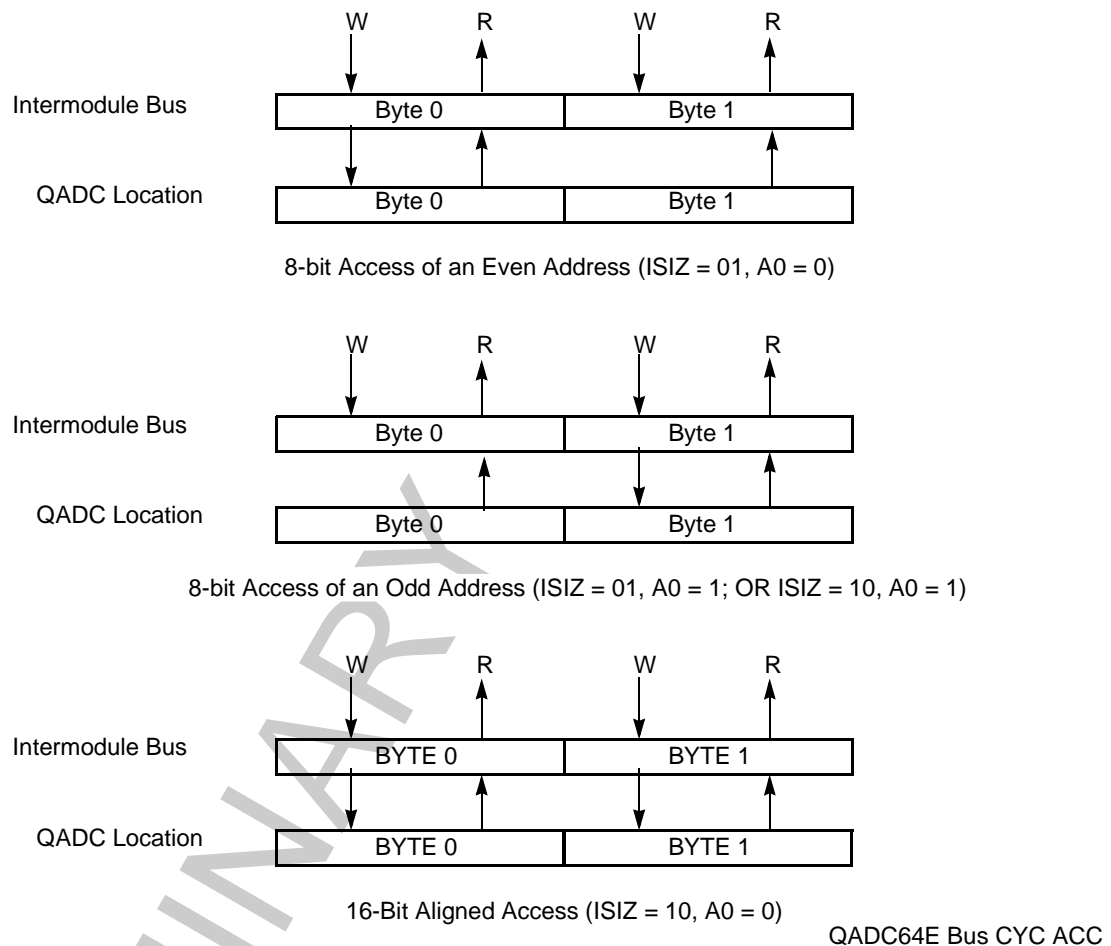 W R W R
Intermodule Bus Byte 0 Byte 1
QADC Location Byte 0 Byte 1
8-bit Access of an Even Address (ISIZ = 01, A0 = 0)
W R W R
Intermodule Bus Byte 0 Byte 1
QADC Location Byte 0 Byte 1
8-bit Access of an Odd Address (ISIZ = 01, A0 = 1; OR ISIZ = 10, A0 = 1)
W R W R
Intermodule Bus BYTE 0 BYTE 1
QADC Location BYTE 0 BYTE 1
16-Bit Aligned Access (ISIZ = 10, A0 = 0)
QADC64E Bus CYC ACC
INARY